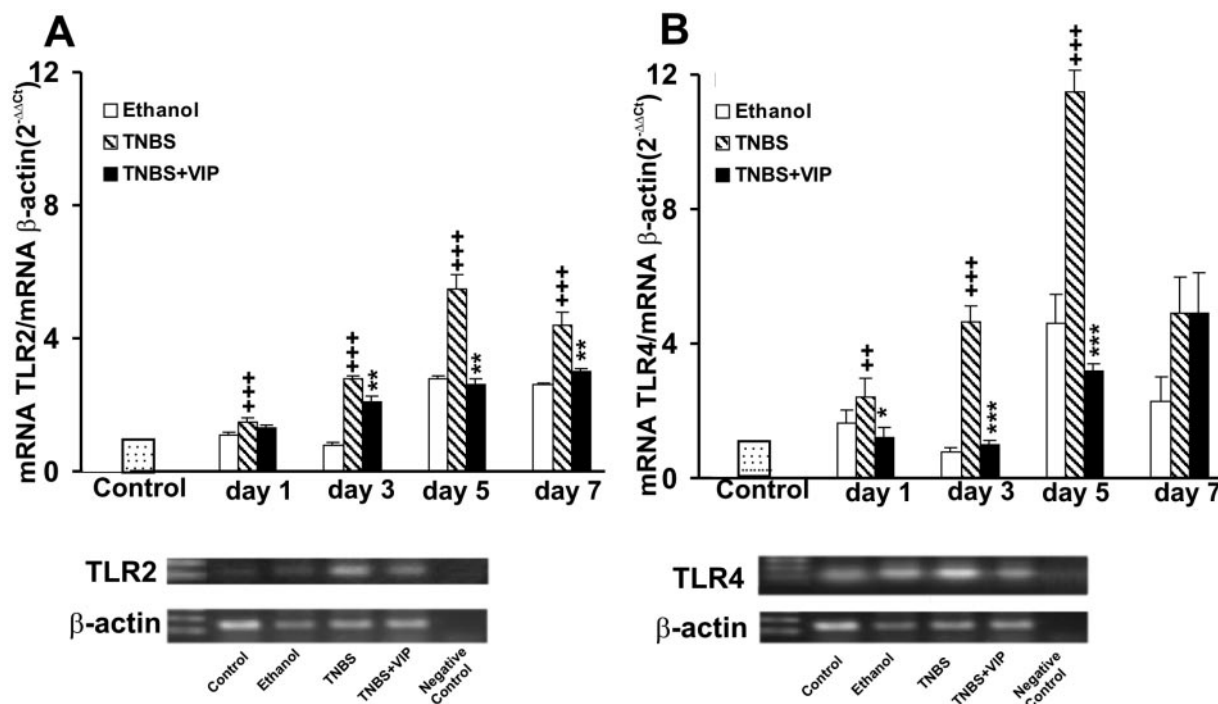 A
mRNA TLR2/mRNA β-actin(2-ΔΔCt)
12
8
4
0
Ethanol
TNBS
TNBS+VIP
+++
+++
**
+++
**
+++
**
Control
day 1
day 3
day 5
day 7
TLR2
β-actin
Control
Ethanol
TNBS
TNBS+VIP
Negative
Control
B
mRNA TLR4/mRNA β-actin(2-ΔΔCt)
12
8
4
0
Ethanol
TNBS
TNBS+VIP
++
*
+++
***
+++
***
Control
day 1
day 3
day 5
day 7
TLR4
β-actin
Control
Ethanol
TNBS
TNBS+VIP
Negative
Control